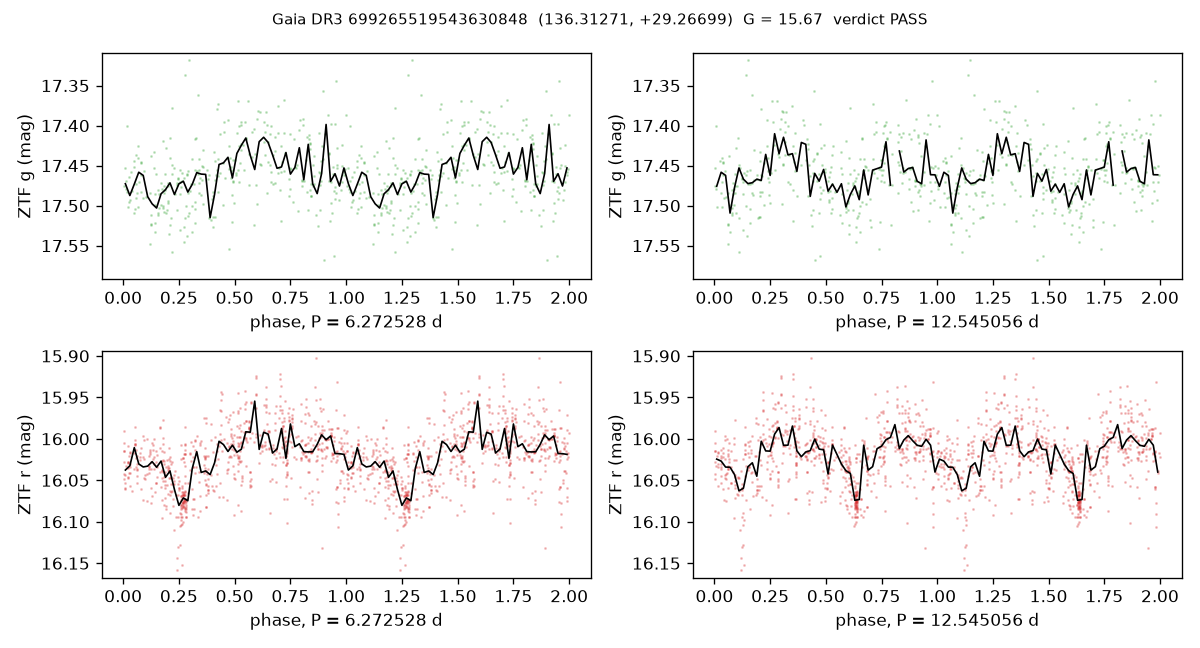 Gaia DR3 699265519543630848 (136.31271, +29.26699) G = 15.67 verdict PASS
ZTF g (mag)
17.35
17.40
17.45
17.50
17.55
0.00 0.25 0.50 0.75 1.00 1.25 1.50 1.75 2.00
phase, P = 6.272528 d
ZTF g (mag)
17.35
17.40
17.45
17.50
17.55
0.00 0.25 0.50 0.75 1.00 1.25 1.50 1.75 2.00
phase, P = 12.545056 d
ZTF r (mag)
15.90
15.95
16.00
16.05
16.10
16.15
0.00 0.25 0.50 0.75 1.00 1.25 1.50 1.75 2.00
phase, P = 6.272528 d
ZTF r (mag)
15.90
15.95
16.00
16.05
16.10
16.15
0.00 0.25 0.50 0.75 1.00 1.25 1.50 1.75 2.00
phase, P = 12.545056 d